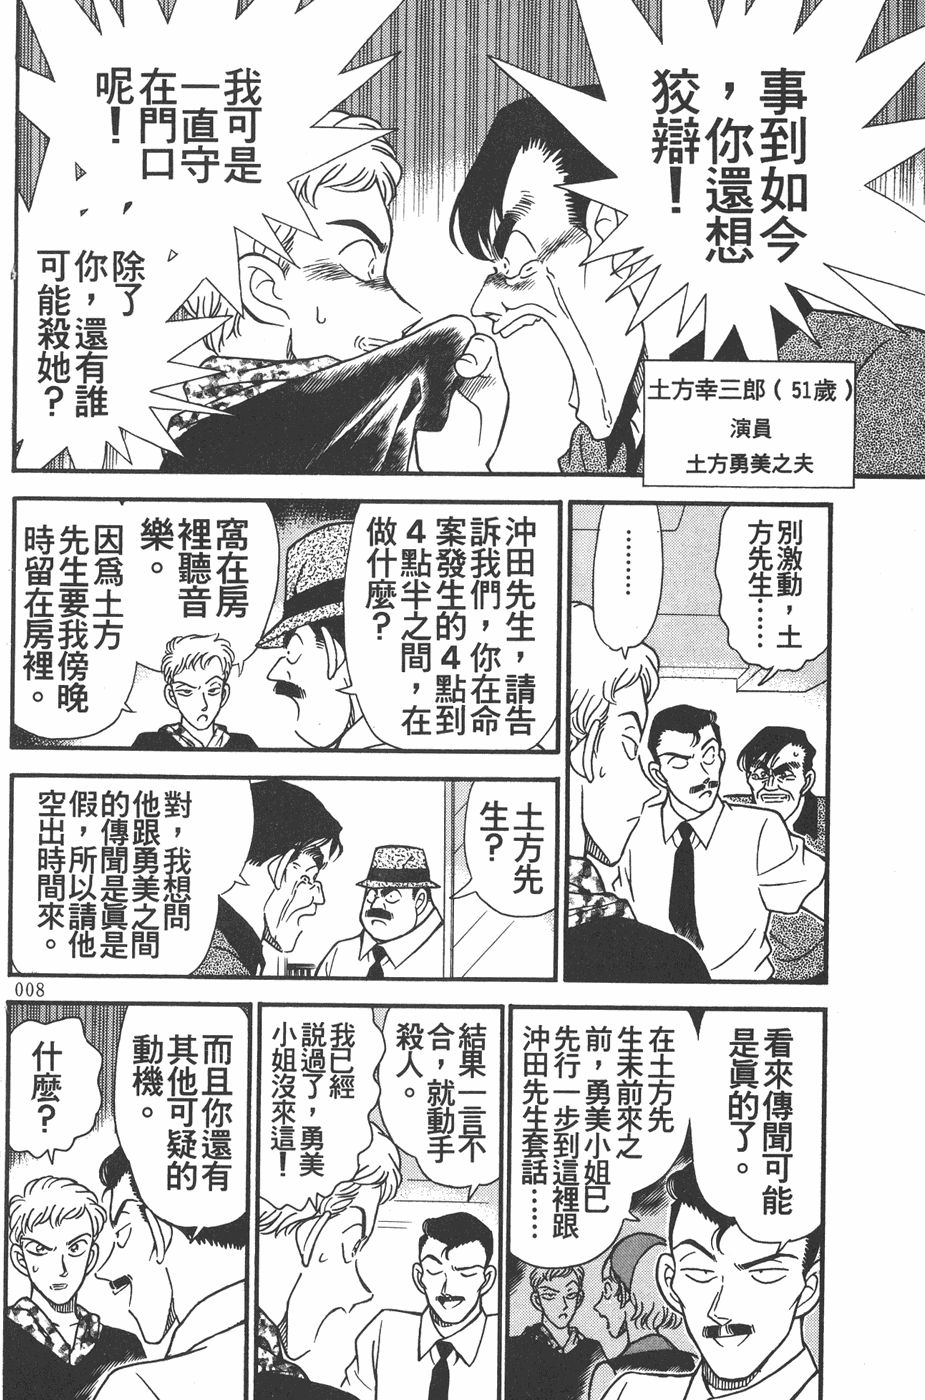 事到如今
，你還想
狡辯！
我可是
一直守
在門口
呢！
除了
你，還有誰
可能殺她？
土方幸三郎（51歲）
演員
土方勇美之夫
別激動，土
方先生……
………
沖田先生，請告
訴我們，你在命
案發生的4點到
4點半之間，在
做什麼？
窩在房
裡聽音
樂。
因爲土方
先生要我傍晚
時留在房裡。
土方先
生？
對，我想問
他跟勇美之間
的傳聞是眞是
假，所以請他
空出時間來。
008
看來傳聞可能
是眞的了。
在土方先
生未前來之
前，勇美小姐已
先行一步到這裡跟
沖田先生套話……
結果一言不
合，就動手
殺人。
我已經
説過了，勇美
小姐沒來這！
而且你還有
其他可疑的
動機。
什麼？